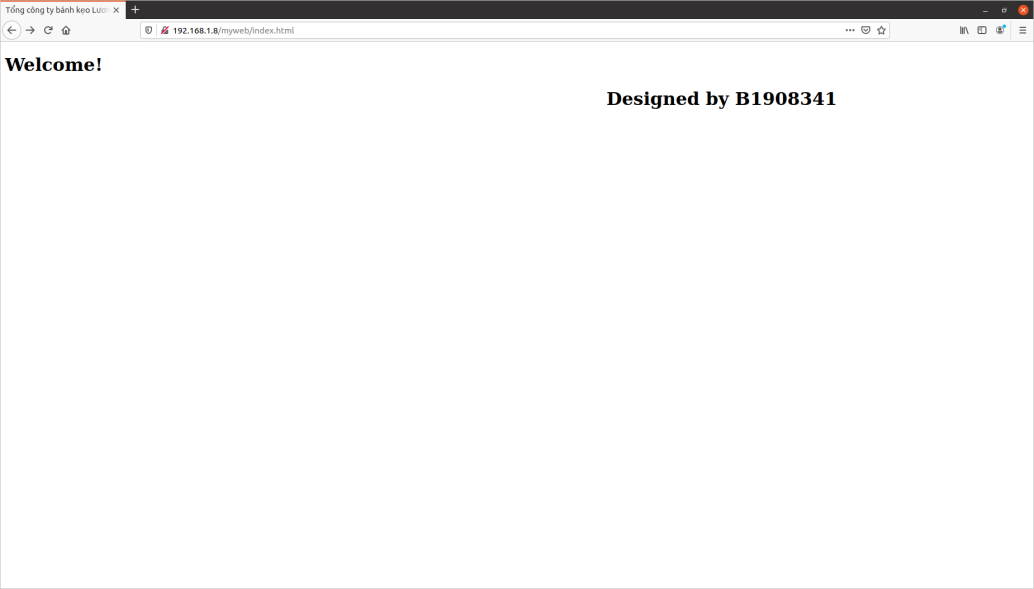 Tổng công ty bánh kẹo Lươ
192.168.1.8/myweb/index.html
Welcome!
Designed by B1908341